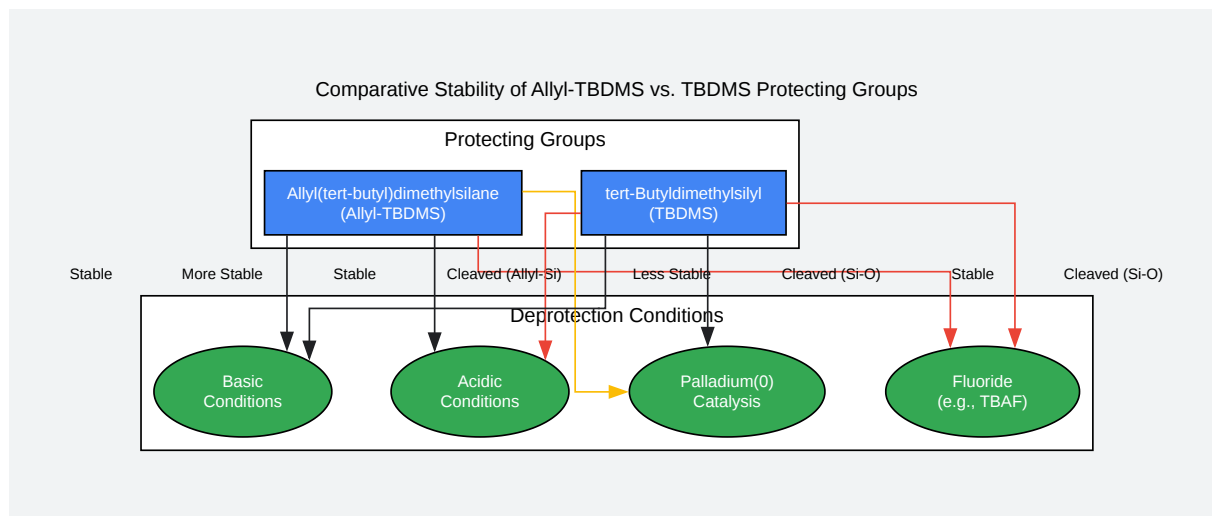 Comparative Stability of Allyl-TBDMS vs. TBDMS Protecting Groups
Protecting Groups
Allyl(tert-butyl)dimethylsilane
(Allyl-TBDMS)
tert-Butyldimethylsilyl
(TBDMS)
Stable
More Stable
Stable
Cleaved (Allyl-Si)
Less Stable
Cleaved (Si-O)
Stable
Cleaved (Si-O)
Deprotection Conditions
Basic
Conditions
Acidic
Conditions
Palladium(0)
Catalysis
Fluoride
(e.g., TBAF)